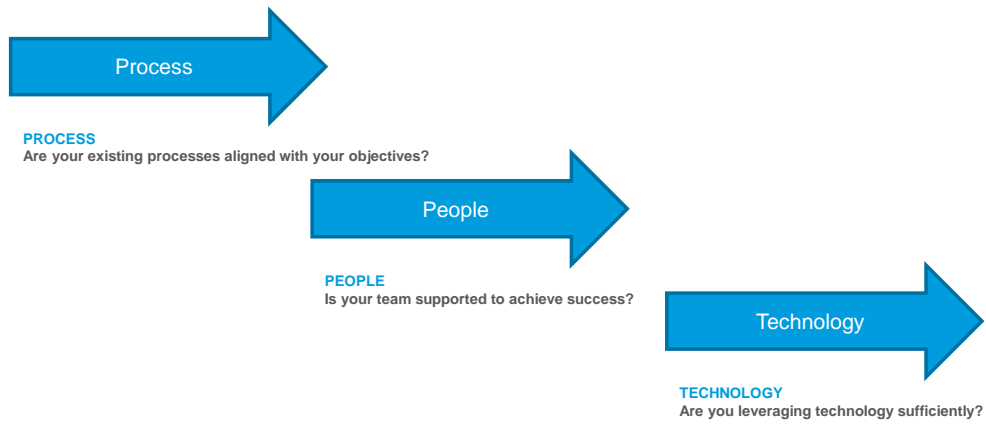 Process
PROCESS
Are your existing processes aligned with your objectives?
People
PEOPLE
Is your team supported to achieve success?
Technology
TECHNOLOGY
Are you leveraging technology sufficiently?